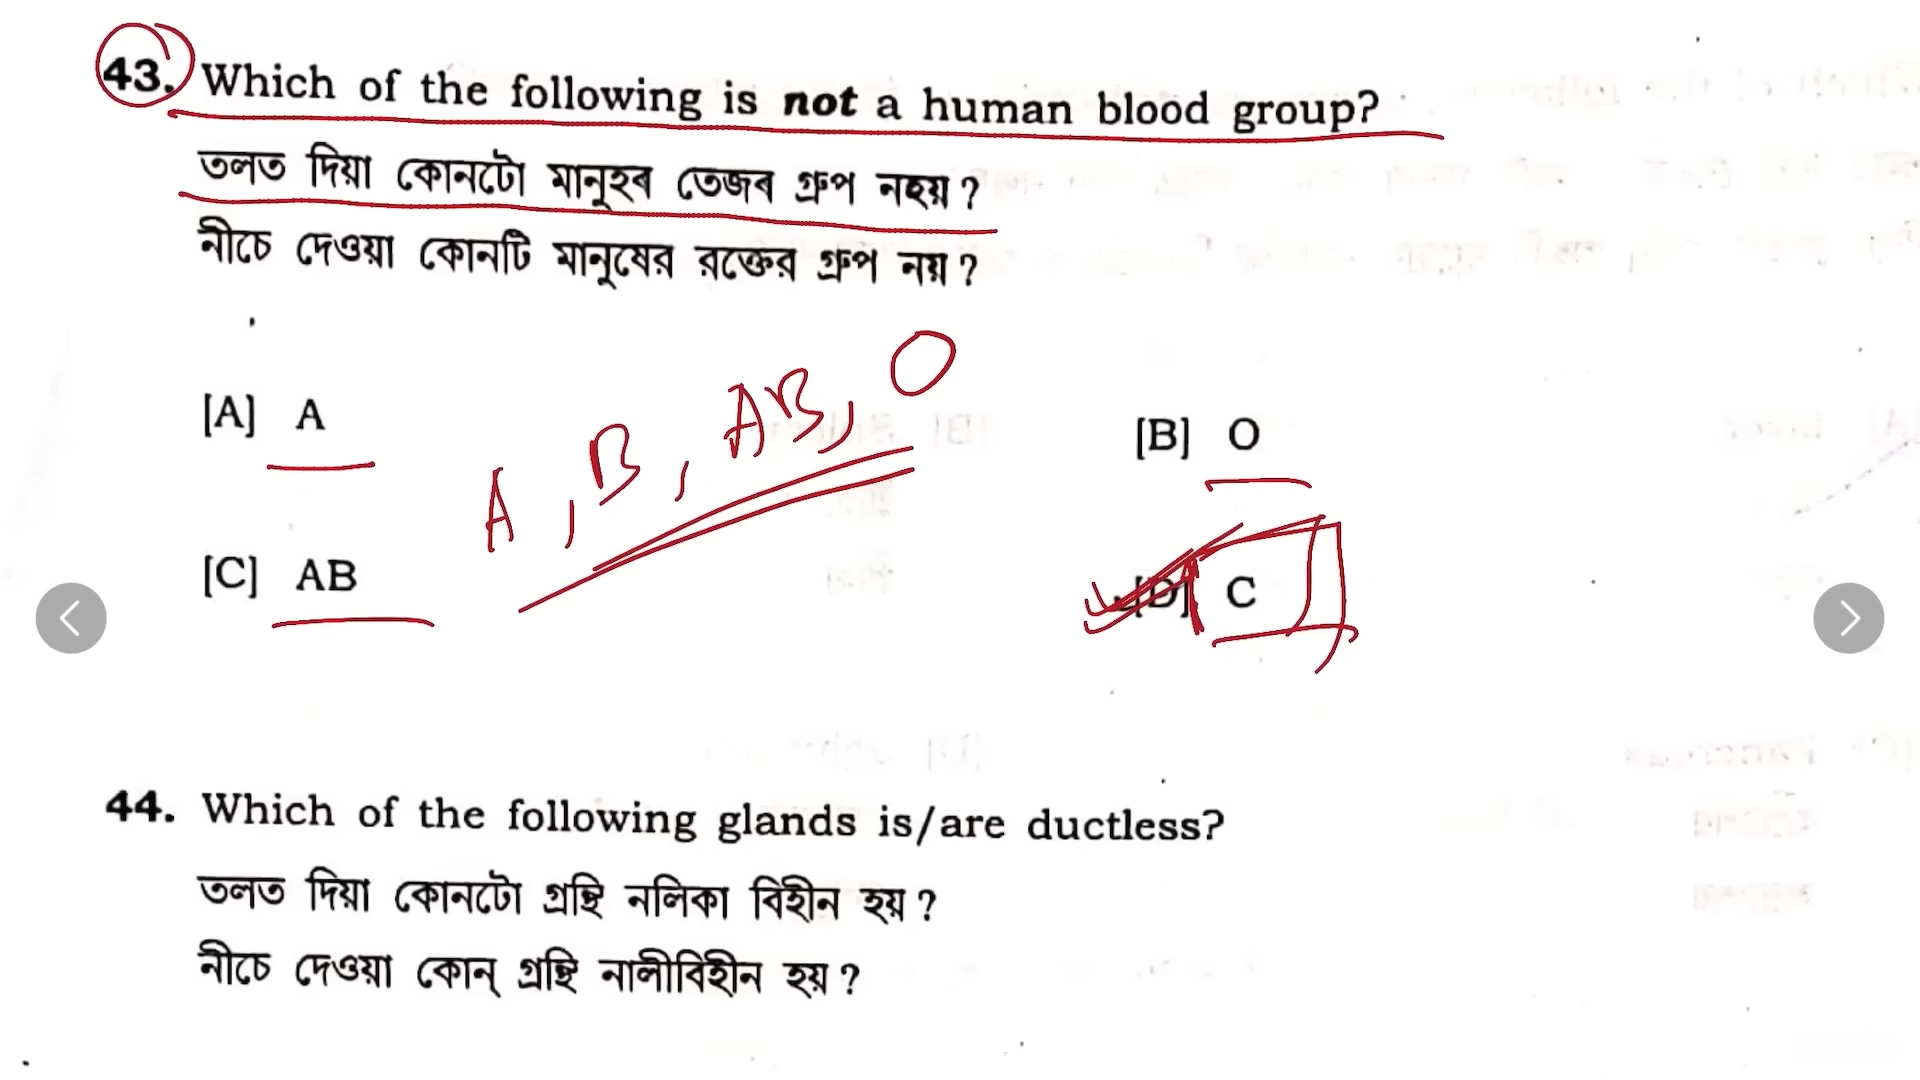 43. Which of the following is not a human blood group?
তলত দিয়া কোনটো মানুহৰ তেজৰ গ্ৰুপ নহয় ?
নীচে দেওয়া কোনটি মানুষের রক্তের গ্রুপ নয় ?
[A] A
[B] O
A, B, AB, O
[C] AB
[D] C
44. Which of the following glands is/are ductless?
তলত দিয়া কোনটো গ্ৰন্থি নলিকা বিহীন হয় ?
নীচে দেওয়া কোন্ গ্রন্থি নালীবিহীন হয় ?